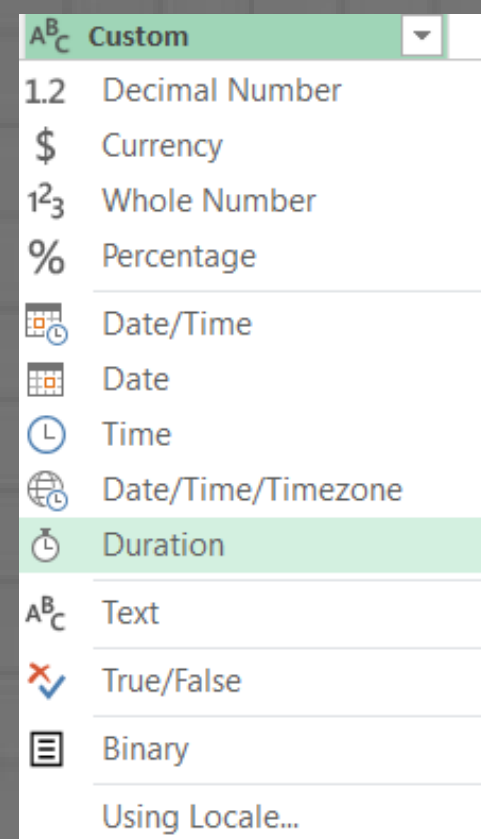 ABC Custom
1.2 Decimal Number
$ Currency
123 Whole Number
% Percentage
Date/Time
Date
Time
Date/Time/Timezone
Duration
ABC Text
True/False
Binary
Using Locale...